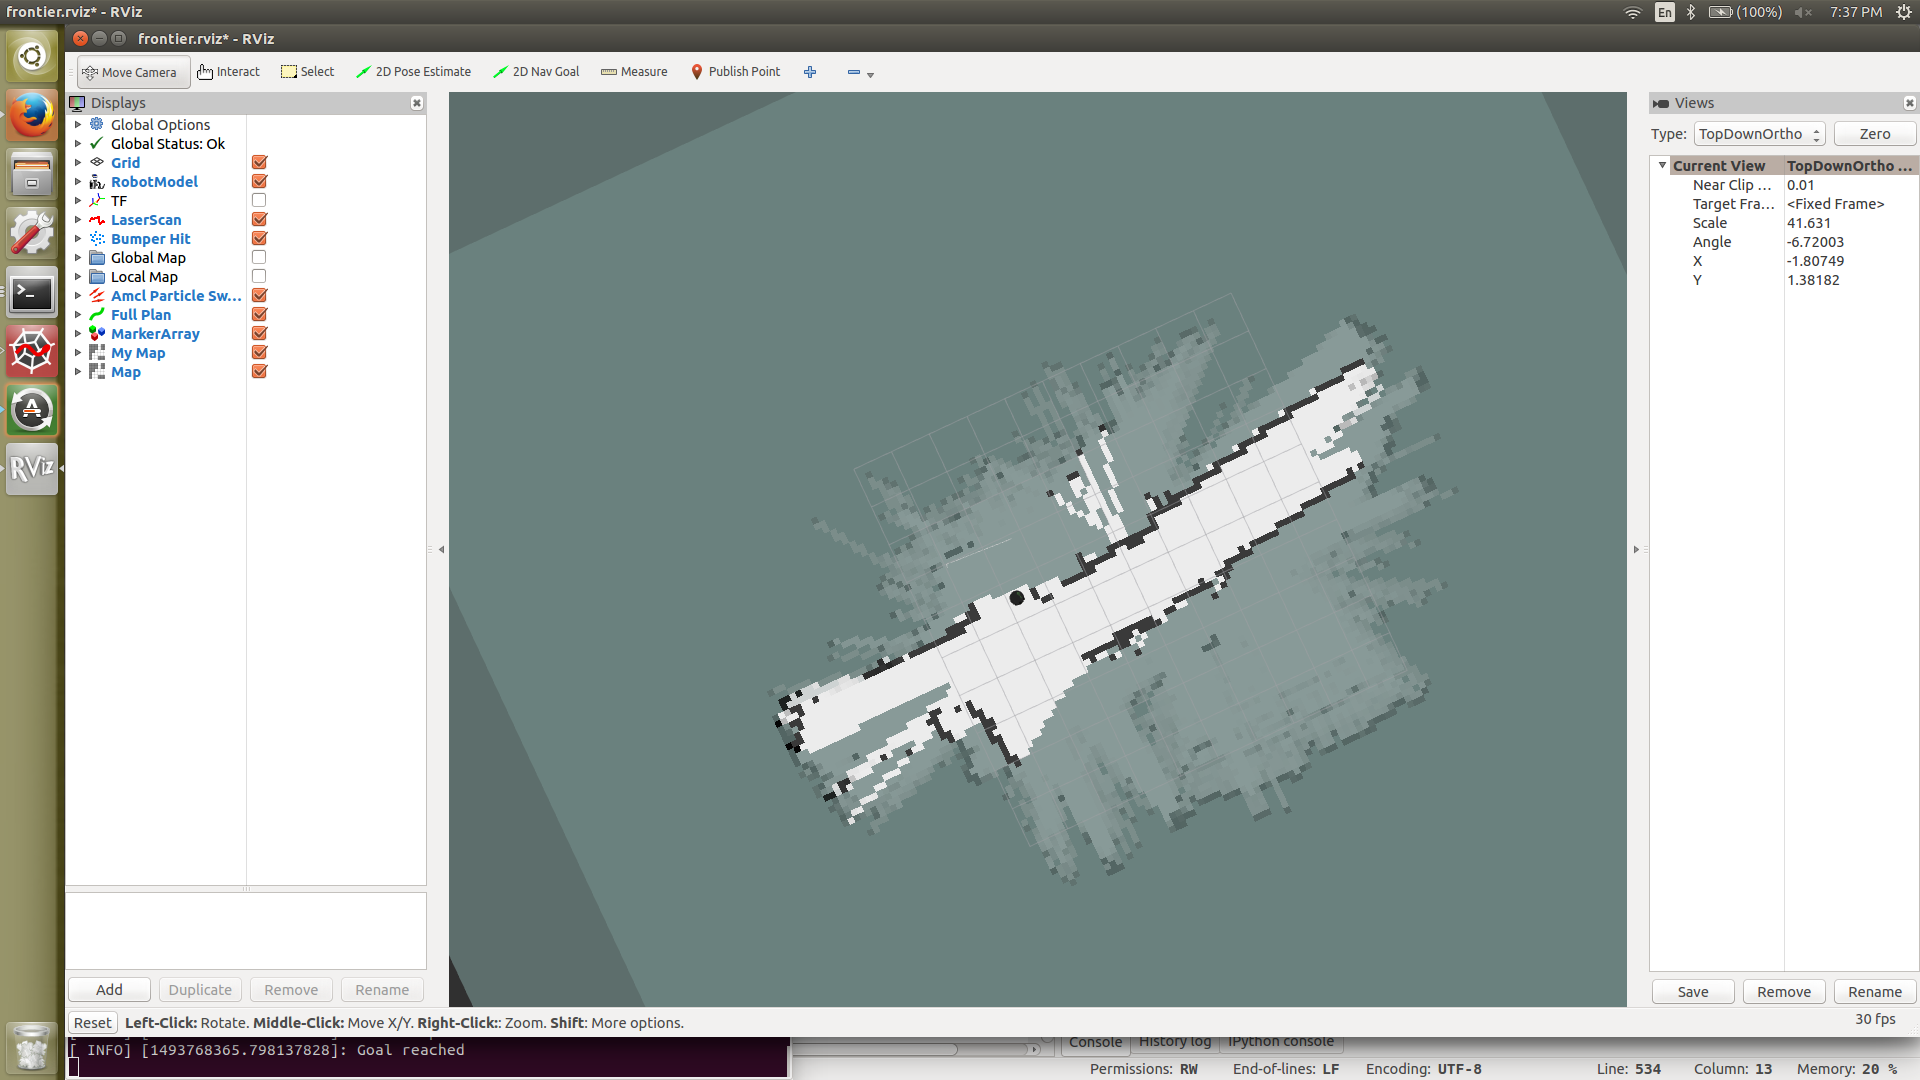 frontier.rviz* - RViz
En (100%) 7:37 PM
frontier.rviz* - RViz
Move Camera Interact Select 2D Pose Estimate 2D Nav Goal Measure Publish Point
Displays
Global Options
Global Status: Ok
Grid
RobotModel
TF
LaserScan
Bumper Hit
Global Map
Local Map
Amcl Particle Sw...
Full Plan
MarkerArray
My Map
Map
Add Duplicate Remove Rename
Views
Type: TopDownOrtho Zero
Current View TopDownOrtho ...
Near Clip ... 0.01
Target Fra... <Fixed Frame>
Scale 41.631
Angle -6.72003
X -1.80749
Y 1.38182
Save Remove Rename
RViz
Reset Left-Click: Rotate. Middle-Click: Move X/Y. Right-Click:: Zoom. Shift: More options.
30 fps
[ INFO] [1493768365.798137828]: Goal reached
Console History log IPython console
Permissions: RW End-of-lines: LF Encoding: UTF-8 Line: 534 Column: 13 Memory: 20 %